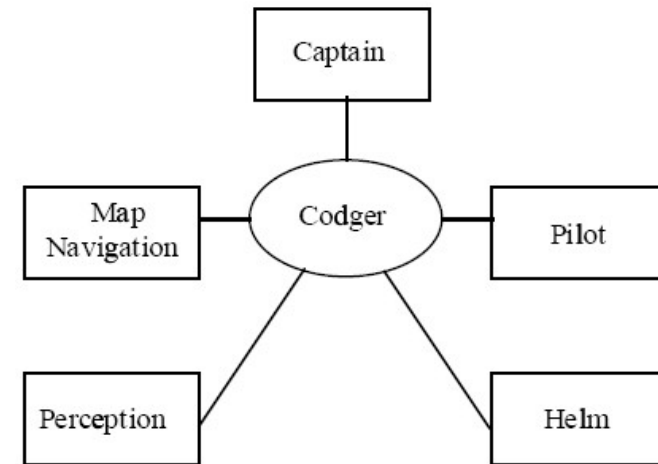 Captain
Map
Navigation
Codger
Pilot
Perception
Helm